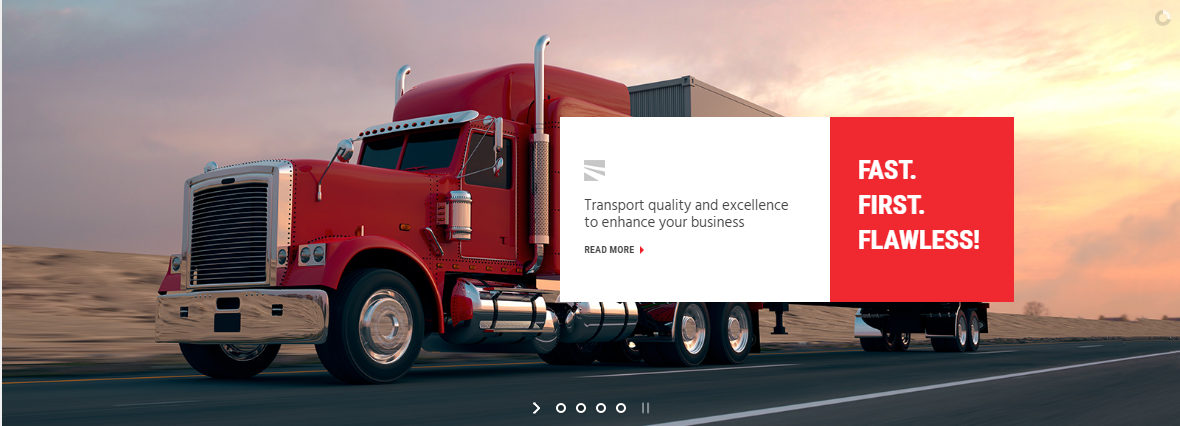 Transport quality and excellence
to enhance your business
READ MORE
FAST.
FIRST.
FLAWLESS!